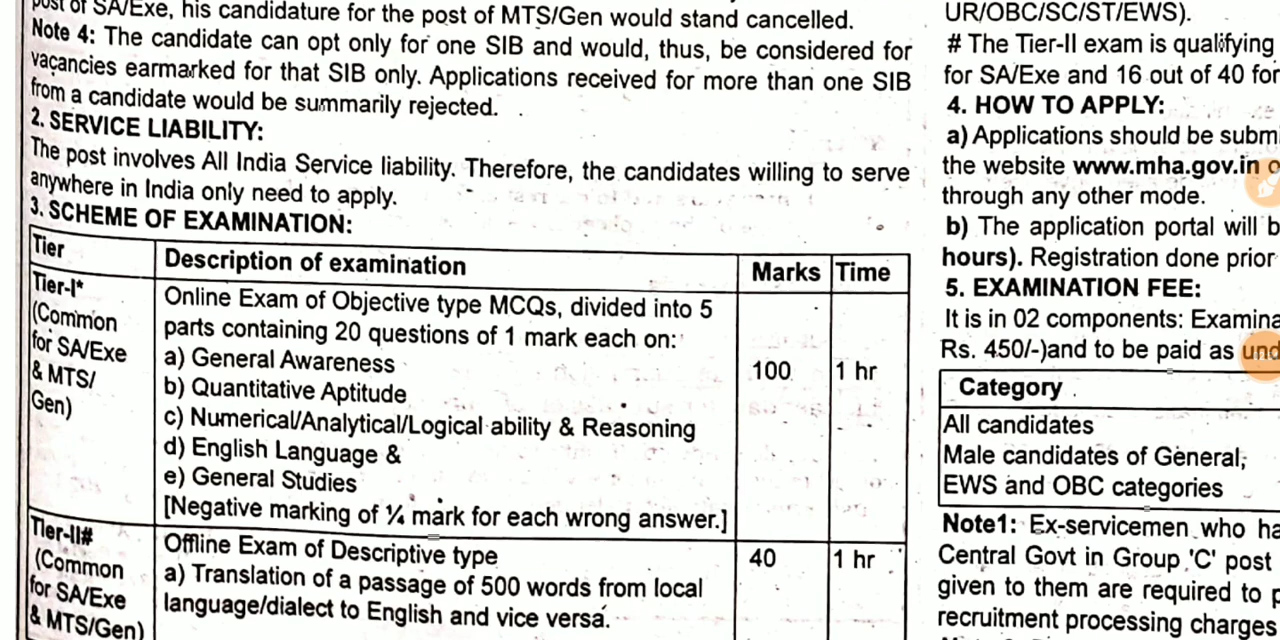 post of SA/Exe, his candidature for the post of MTS/Gen would stand cancelled.
Note 4: The candidate can opt only for one SIB and would, thus, be considered for
vacancies earmarked for that SIB only. Applications received for more than one SIB
from a candidate would be summarily rejected.
2. SERVICE LIABILITY:
The post involves All India Service liability. Therefore, the candidates willing to serve
anywhere in India only need to apply.
3. SCHEME OF EXAMINATION:
Tier
Description of examination
Marks
Time
Tier-I*
(Common
for SA/Exe
& MTS/
Gen)
Online Exam of Objective type MCQs, divided into 5
parts containing 20 questions of 1 mark each on:
a) General Awareness
b) Quantitative Aptitude
c) Numerical/Analytical/Logical ability & Reasoning
d) English Language &
e) General Studies
[Negative marking of ¼ mark for each wrong answer.]
100
1 hr
Tier-II#
(Common
for SA/Exe
& MTS/Gen)
Offline Exam of Descriptive type
a) Translation of a passage of 500 words from local
language/dialect to English and vice versa.
40
1 hr
UR/OBC/SC/ST/EWS).
# The Tier-II exam is qualifying
for SA/Exe and 16 out of 40 for
4. HOW TO APPLY:
a) Applications should be subm
the website www.mha.gov.in o
through any other mode.
b) The application portal will b
hours). Registration done prior
5. EXAMINATION FEE:
It is in 02 components: Examina
Rs. 450/-)and to be paid as und
Category
All candidates
Male candidates of General,
EWS and OBC categories
Note1: Ex-servicemen who ha
Central Govt in Group 'C' post
given to them are required to p
recruitment processing charges